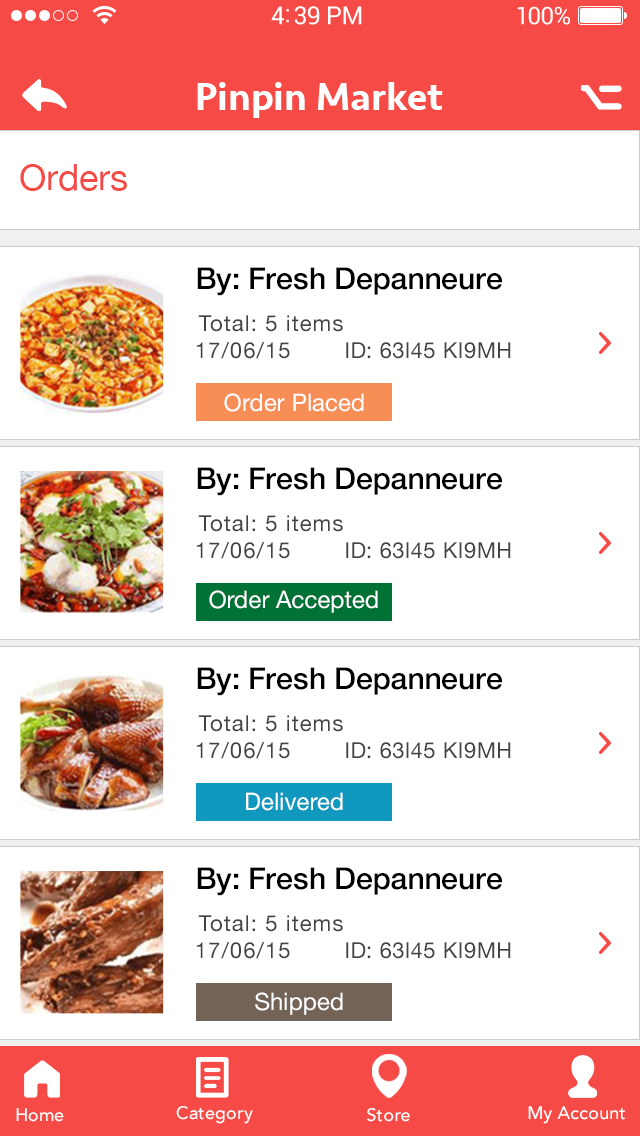 4:39 PM 100%
Pinpin Market
Orders
By: Fresh Depanneure
Total: 5 items
17/06/15 ID: 63I45 KI9MH
Order Placed
By: Fresh Depanneure
Total: 5 items
17/06/15 ID: 63I45 KI9MH
Order Accepted
By: Fresh Depanneure
Total: 5 items
17/06/15 ID: 63I45 KI9MH
Delivered
By: Fresh Depanneure
Total: 5 items
17/06/15 ID: 63I45 KI9MH
Shipped
Home Category Store My Account